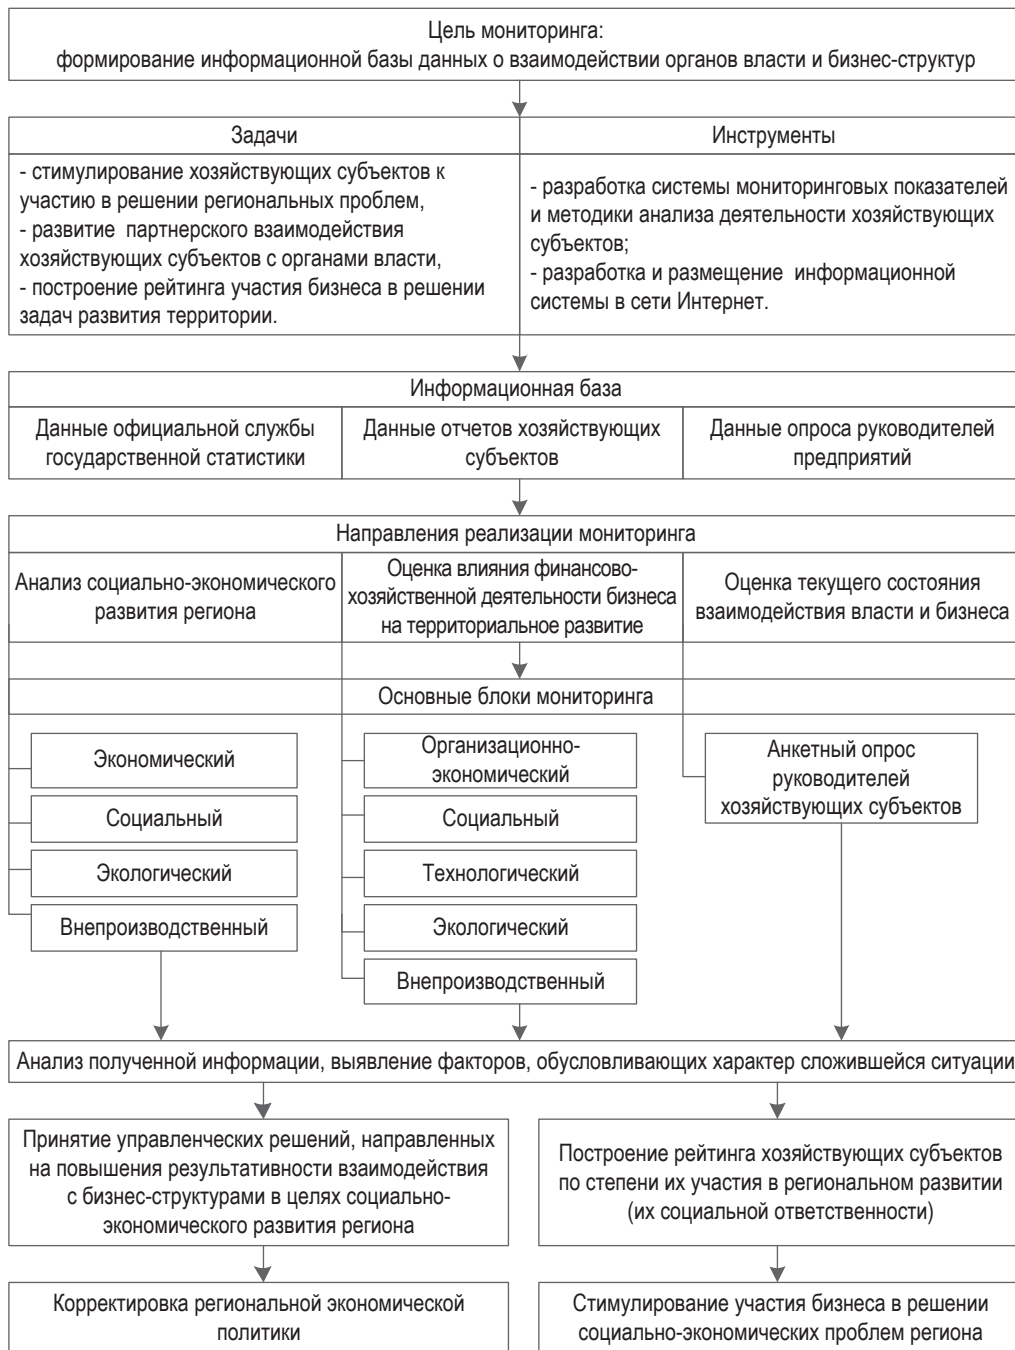 Цель мониторинга:
формирование информационной базы данных о взаимодействии органов власти и бизнес-структур
Задачи
- стимулирование хозяйствующих субъектов к
участию в решении региональных проблем,
- развитие партнерского взаимодействия
хозяйствующих субъектов с органами власти,
- построение рейтинга участия бизнеса в решении
задач развития территории.
Инструменты
- разработка системы мониторинговых показателей
и методики анализа деятельности хозяйствующих
субъектов;
- разработка и размещение информационной
системы в сети Интернет.
Информационная база
Данные официальной службы
государственной статистики
Данные отчетов хозяйствующих
субъектов
Данные опроса руководителей
предприятий
Направления реализации мониторинга
Анализ социально-экономического
развития региона
Оценка влияния финансово-
хозяйственной деятельности бизнеса
на территориальное развитие
Оценка текущего состояния
взаимодействия власти и бизнеса
Основные блоки мониторинга
Экономический
Социальный
Экологический
Внепроизводственный
Организационно-
экономический
Социальный
Технологический
Экологический
Внепроизводственный
Анкетный опрос
руководителей
хозяйствующих субъектов
Анализ полученной информации, выявление факторов, обусловливающих характер сложившейся ситуации
Принятие управленческих решений, направленных
на повышения результативности взаимодействия
с бизнес-структурами в целях социально-
экономического развития региона
Построение рейтинга хозяйствующих субъектов
по степени их участия в региональном развитии
(их социальной ответственности)
Корректировка региональной экономической
политики
Стимулирование участия бизнеса в решении
социально-экономических проблем региона